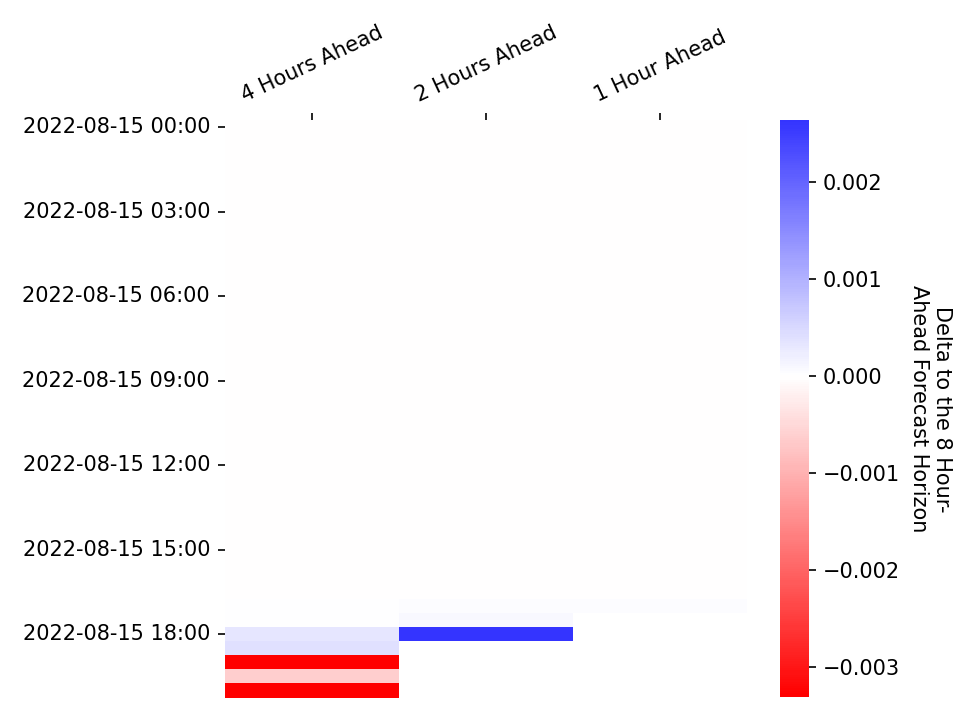 4 Hours Ahead
2 Hours Ahead
1 Hour Ahead
2022-08-15 00:00
2022-08-15 03:00
2022-08-15 06:00
2022-08-15 09:00
2022-08-15 12:00
2022-08-15 15:00
2022-08-15 18:00
0.002
0.001
0.000
−0.001
−0.002
−0.003
Delta to the 8 Hour-
Ahead Forecast Horizon